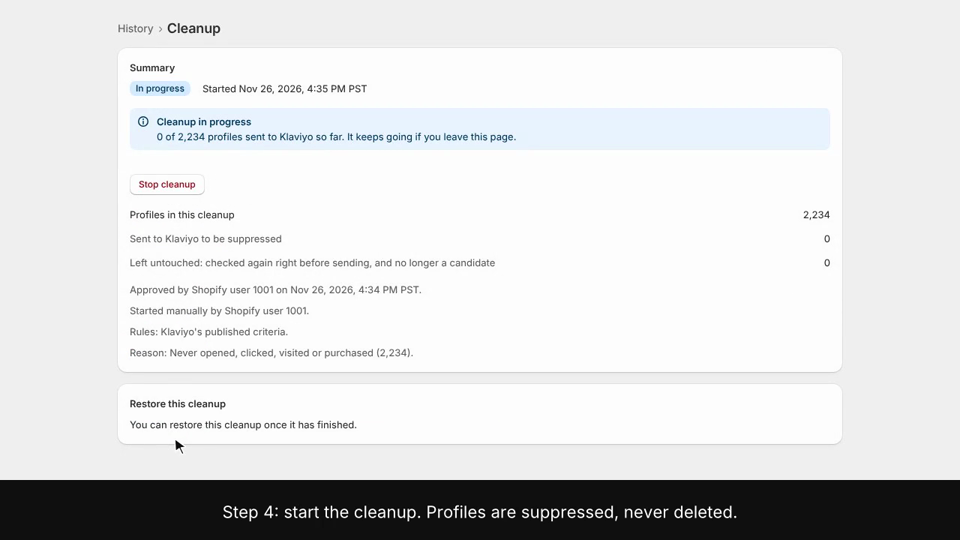 History › Cleanup
Summary
In progress
Started Nov 26, 2026, 4:35 PM PST
Cleanup in progress
0 of 2,234 profiles sent to Klaviyo so far. It keeps going if you leave this page.
Stop cleanup
Profiles in this cleanup
2,234
Sent to Klaviyo to be suppressed
0
Left untouched: checked again right before sending, and no longer a candidate
0
Approved by Shopify user 1001 on Nov 26, 2026, 4:34 PM PST.
Started manually by Shopify user 1001.
Rules: Klaviyo's published criteria.
Reason: Never opened, clicked, visited or purchased (2,234).
Restore this cleanup
You can restore this cleanup once it has finished.
Step 4: start the cleanup. Profiles are suppressed, never deleted.